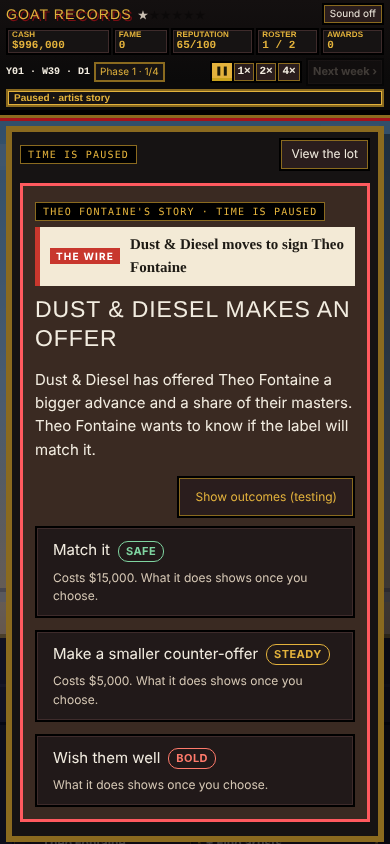 GOAT RECORDS ★
Sound off
CASH
$996,000
FAME
0
REPUTATION
65/100
ROSTER
1 / 2
AWARDS
0
Y01 · W39 · D1
Phase 1 · 1/4
1×
2×
4×
Next week ›
Paused · artist story
TIME IS PAUSED
View the lot
THEO FONTAINE'S STORY · TIME IS PAUSED
THE WIRE
Dust & Diesel moves to sign Theo
Fontaine
DUST & DIESEL MAKES AN
OFFER
Dust & Diesel has offered Theo Fontaine a
bigger advance and a share of their masters.
Theo Fontaine wants to know if the label will
match it.
Show outcomes (testing)
Match it SAFE
Costs $15,000. What it does shows once you
choose.
Make a smaller counter-offer STEADY
Costs $5,000. What it does shows once you
choose.
Wish them well BOLD
What it does shows once you choose.